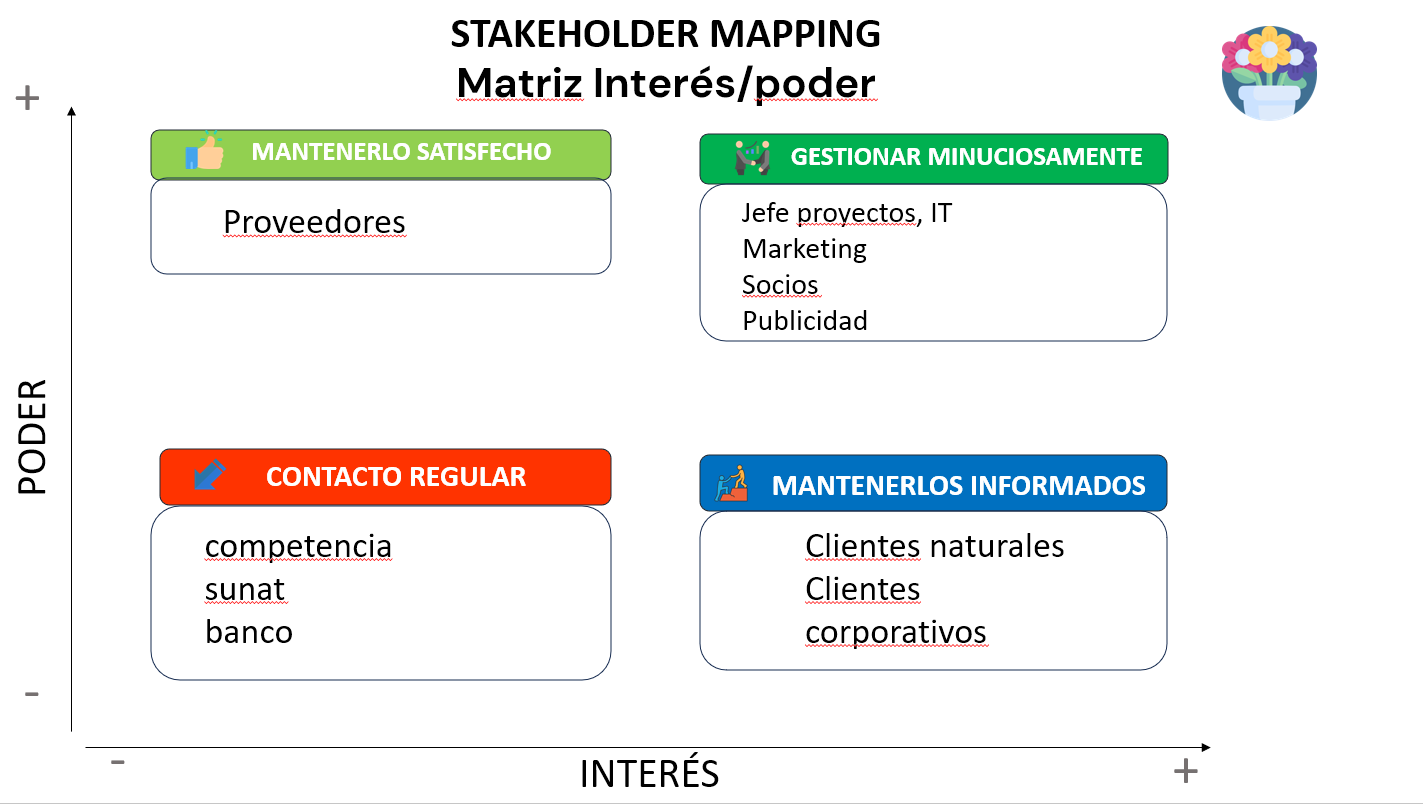 STAKEHOLDER MAPPING
Matriz Interés/poder
+
MANTENERLO SATISFECHO
Proveedores
GESTIONAR MINUCIOSAMENTE
Jefe proyectos, IT
Marketing
Socios
Publicidad
PODER
CONTACTO REGULAR
competencia
sunat
banco
MANTENERLOS INFORMADOS
Clientes naturales
Clientes
corporativos
-
-
INTERÉS
+